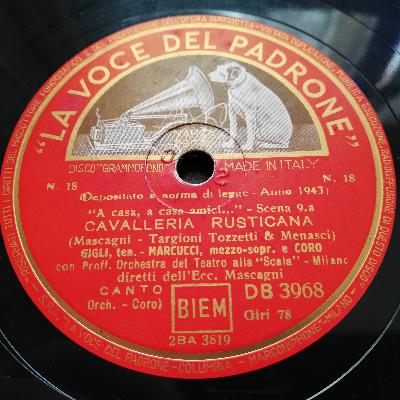 "LA VOCE DEL PADRONE"
DISCO "GRAMMOFONO"
MADE IN ITALY
N. 18
N. 18
(Depositato a norma di legge - Anno 1943)
"A casa, a casa amici..." - Scena 9.a
CAVALLERIA RUSTICANA
(Mascagni - Targioni Tozzetti & Menasci)
GIGLI, ten. - MARCUCCI, mezzo-sopr. e CORO
con Proff. Orchestra del Teatro alla "Scala" - Milano
diretti dell'Ecc. Mascagni
CANTO
Orch. - Coro)
BIEM
DB 3968
Giri 78
2BA 3819
LA VOCE DEL PADRONE-COLUMBIA - MARCONIPHONE-MILANO